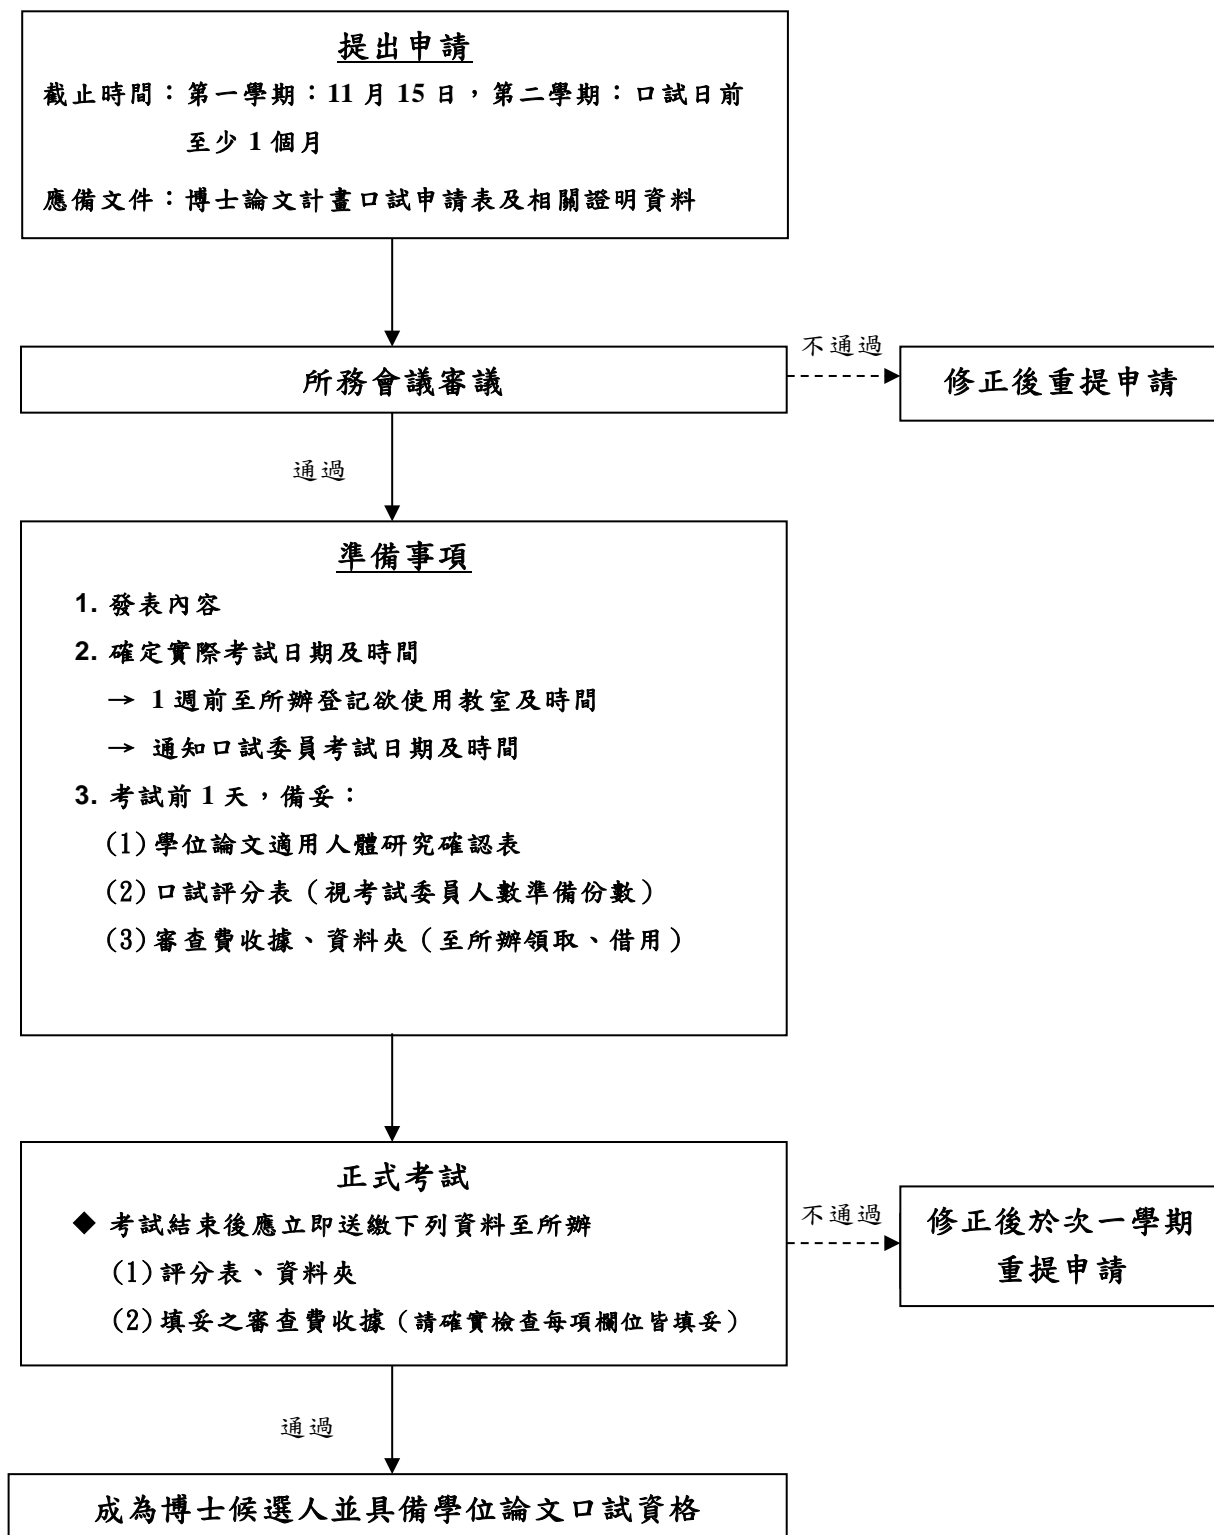 提出申請
截止時間：第一學期：11 月 15 日，第二學期：口試日前
至少 1 個月
應備文件：博士論文計畫口試申請表及相關證明資料
所務會議審議
不通過
修正後重提申請
通過
準備事項
1. 發表內容
2. 確定實際考試日期及時間
→ 1 週前至所辦登記欲使用教室及時間
→ 通知口試委員考試日期及時間
3. 考試前 1 天，備妥：
(1)學位論文適用人體研究確認表
(2)口試評分表（視考試委員人數準備份數）
(3)審查費收據、資料夾（至所辦領取、借用）
正式考試
◆ 考試結束後應立即送繳下列資料至所辦
(1)評分表、資料夾
(2)填妥之審查費收據（請確實檢查每項欄位皆填妥）
不通過
修正後於次一學期
重提申請
通過
成為博士候選人並具備學位論文口試資格